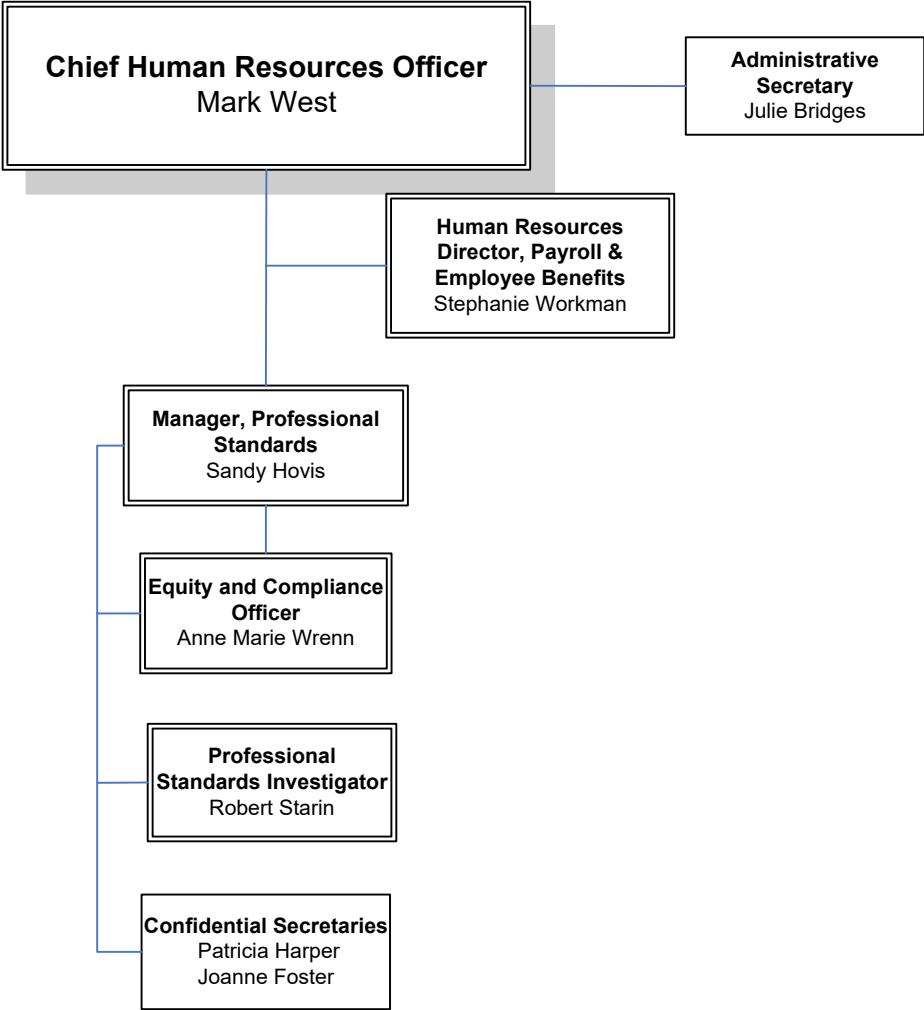 Chief Human Resources Officer
Mark West
Administrative
Secretary
Julie Bridges
Human Resources
Director, Payroll &
Employee Benefits
Stephanie Workman
Manager, Professional
Standards
Sandy Hovis
Equity and Compliance
Officer
Anne Marie Wrenn
Professional
Standards Investigator
Robert Starin
Confidential Secretaries
Patricia Harper
Joanne Foster